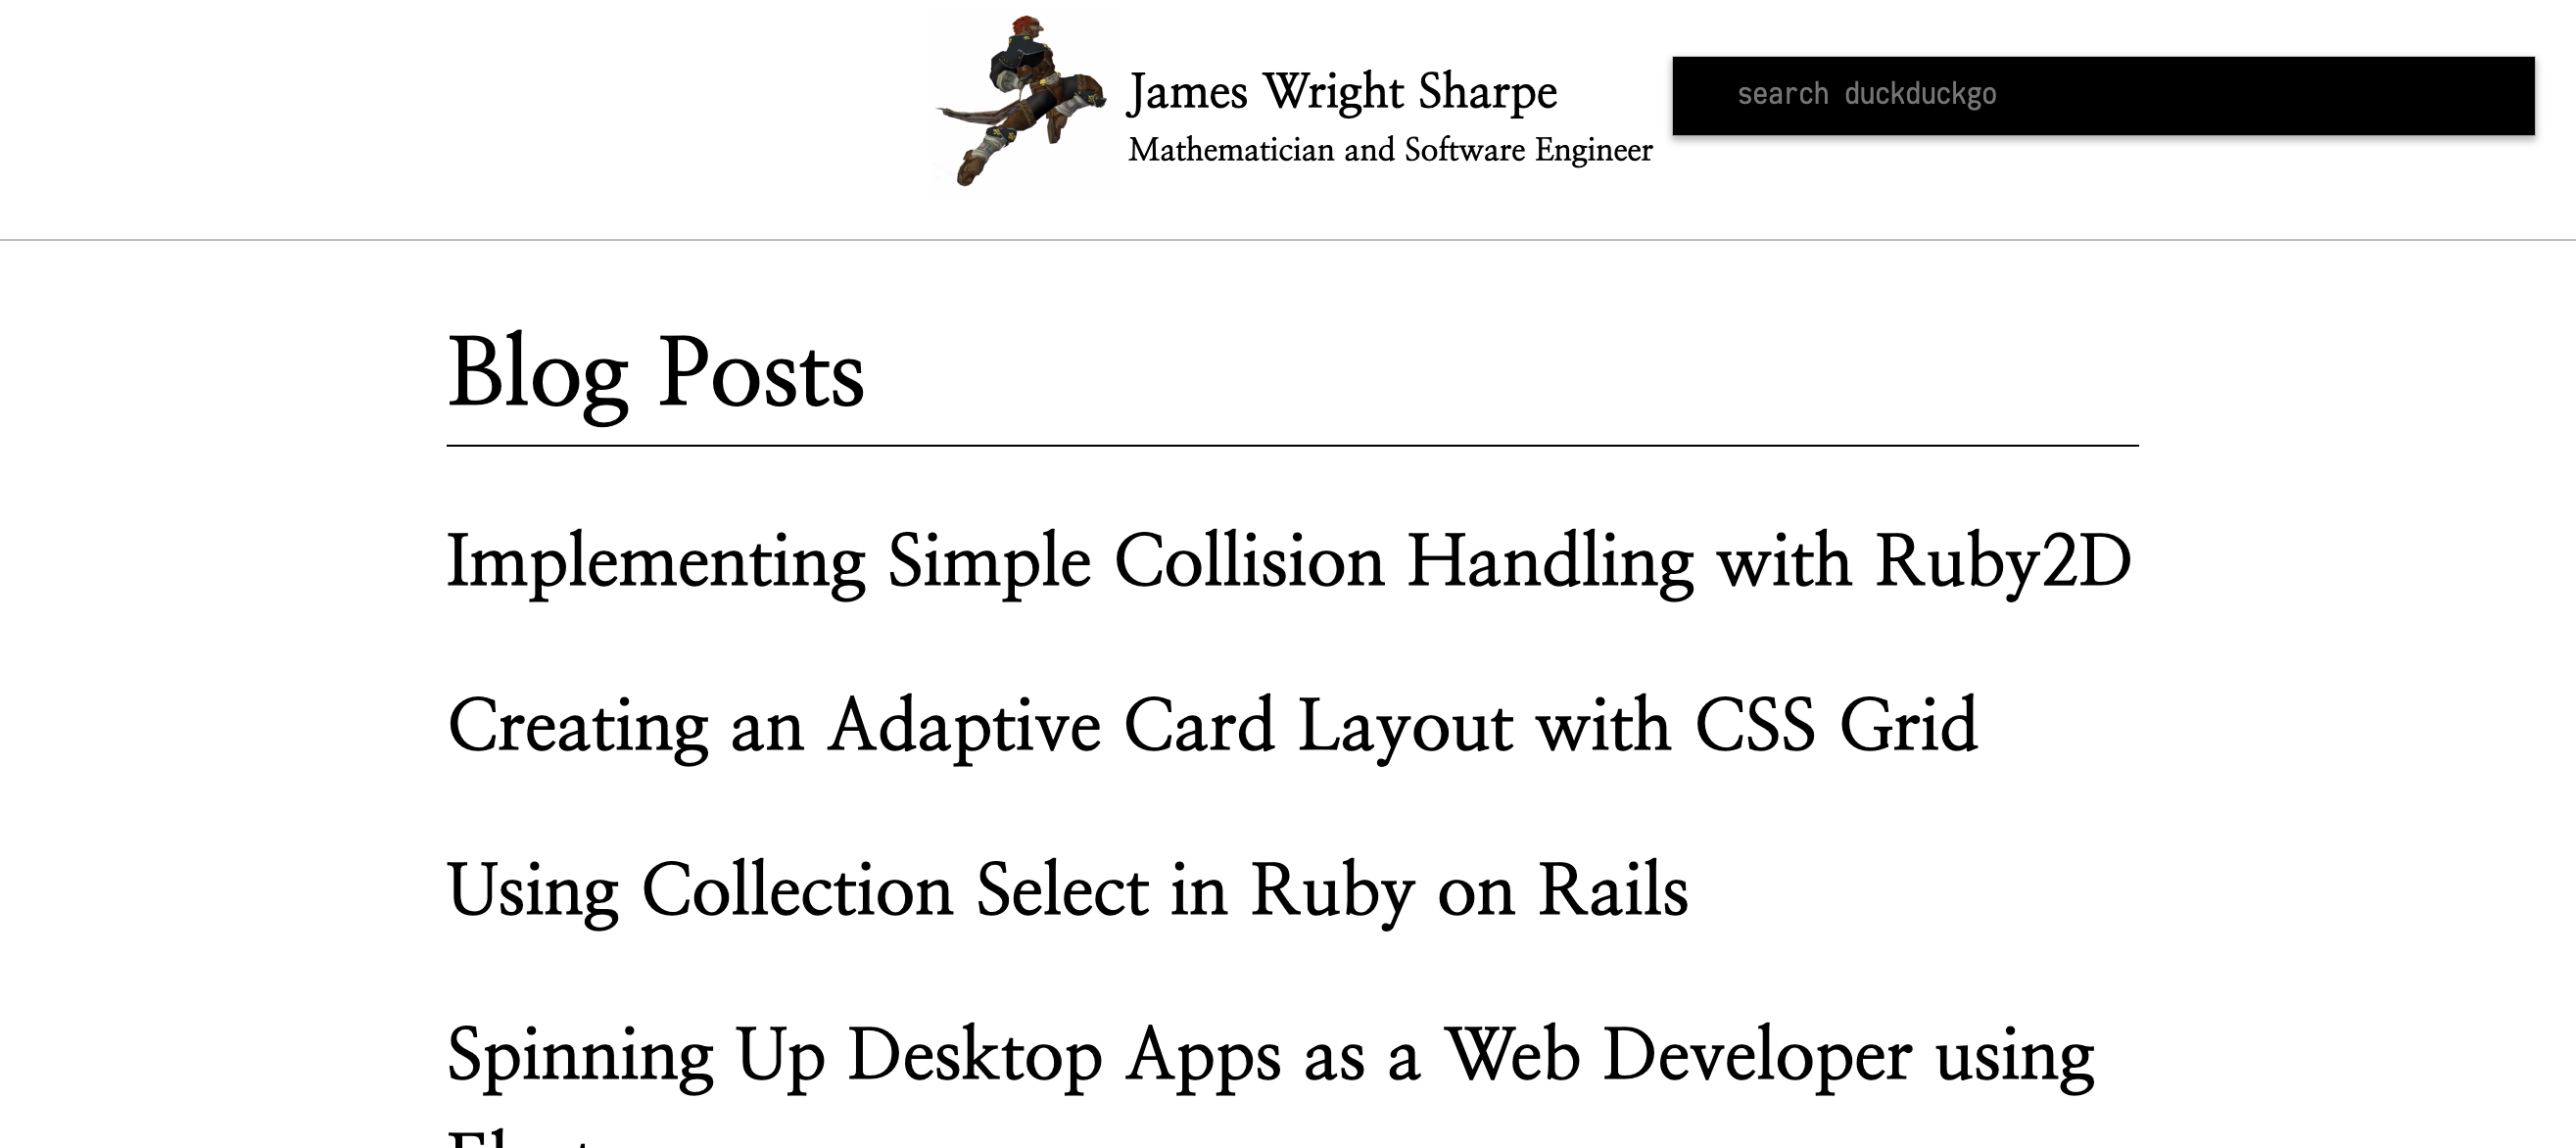 James Wright Sharpe
Mathematician and Software Engineer
search duckduckgo
Blog Posts
Implementing Simple Collision Handling with Ruby2D
Creating an Adaptive Card Layout with CSS Grid
Using Collection Select in Ruby on Rails
Spinning Up Desktop Apps as a Web Developer using